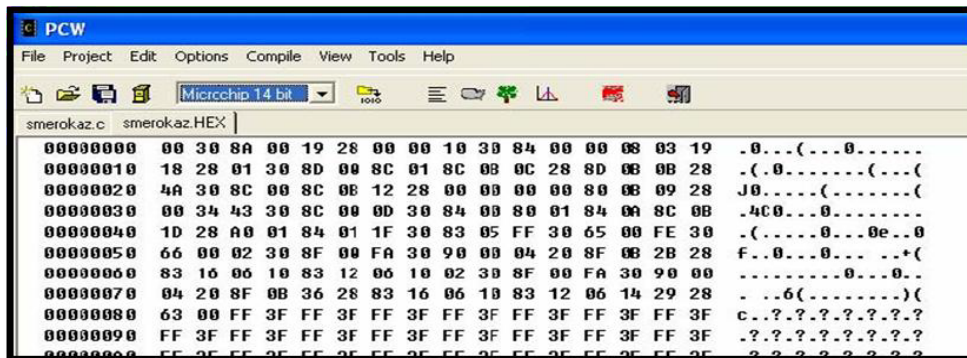 PCW
File Project Edit Options Compile View Tools Help
Microchip 14 bit
smerokaz.c smerokaz.HEX
00000000 00 30 8A 00 19 28 00 00 10 30 84 00 00 08 03 19 .0...(...0......
00000010 18 28 01 30 8D 00 8C 01 8C 0B 0C 28 8D 0B 0B 28 .(.0.......(...(
00000020 4A 30 8C 00 8C 0B 12 28 00 00 00 00 80 0B 09 28 J0.....(.......(
00000030 00 34 43 30 8C 00 0D 30 84 00 80 01 84 0A 8C 0B .4C0...0........
00000040 1D 28 A0 01 84 01 1F 30 83 05 FF 30 65 00 FE 30 .(.....0...0e..0
00000050 66 00 02 30 8F 00 FA 30 90 00 04 20 8F 0B 2B 28 f..0...0... ..+(
00000060 83 16 06 10 83 12 06 10 02 30 8F 00 FA 30 90 00 .........0...0..
00000070 04 20 8F 0B 36 28 83 16 06 10 83 12 06 14 29 28 . ..6(........)(
00000080 63 00 FF 3F FF 3F FF 3F FF 3F FF 3F FF 3F FF 3F c..?.?.?.?.?.?.?
00000090 FF 3F FF 3F FF 3F FF 3F FF 3F FF 3F FF 3F FF 3F .?.?.?.?.?.?.?.?